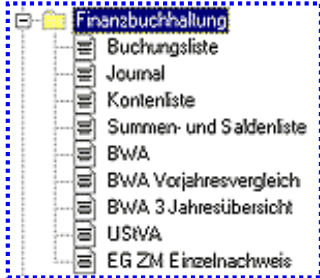 Finanzbuchhaltung
Buchungsliste
Journal
Kontenliste
Summen- und Saldenliste
BWA
BWA Vorjahresvergleich
BWA 3 Jahresübersicht
UStVA
EG ZM Einzelnachweis